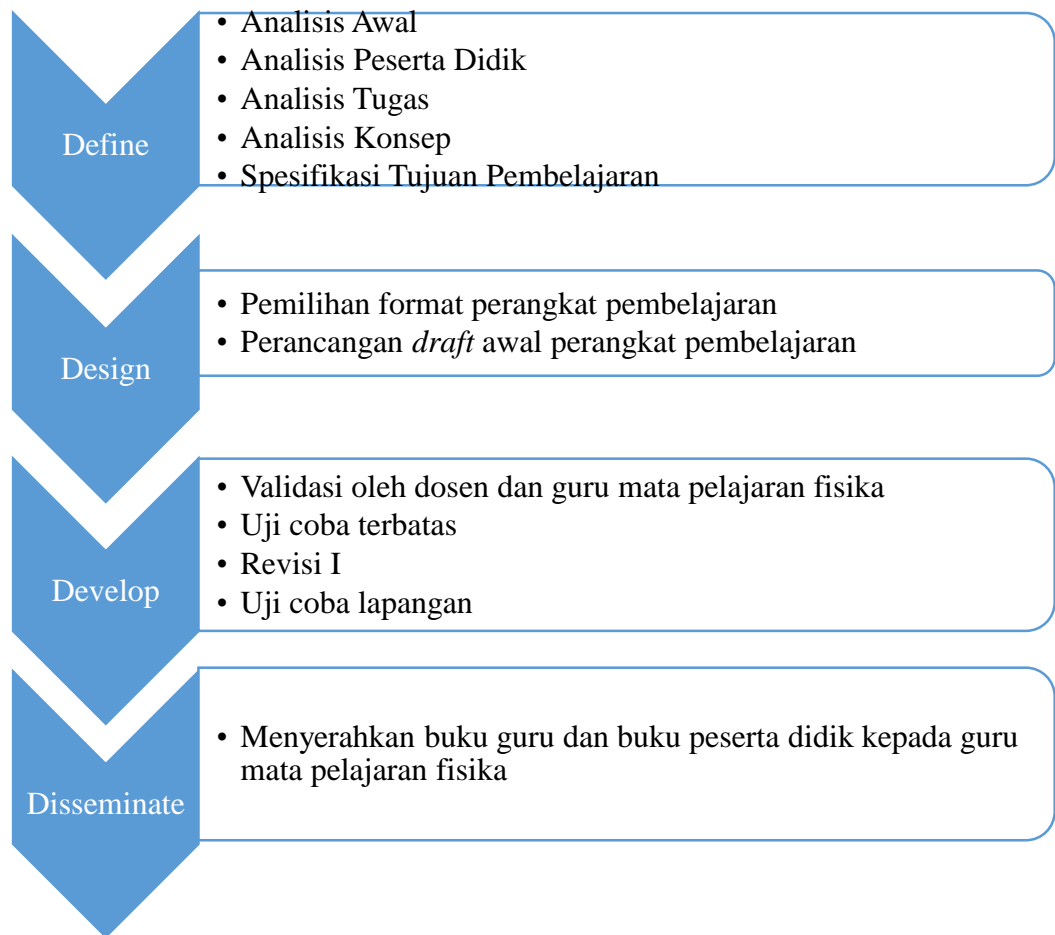 Define
• Analisis Awal
• Analisis Peserta Didik
• Analisis Tugas
• Analisis Konsep
• Spesifikasi Tujuan Pembelajaran
Design
• Pemilihan format perangkat pembelajaran
• Perancangan draft awal perangkat pembelajaran
Develop
• Validasi oleh dosen dan guru mata pelajaran fisika
• Uji coba terbatas
• Revisi I
• Uji coba lapangan
Disseminate
• Menyerahkan buku guru dan buku peserta didik kepada guru
mata pelajaran fisika